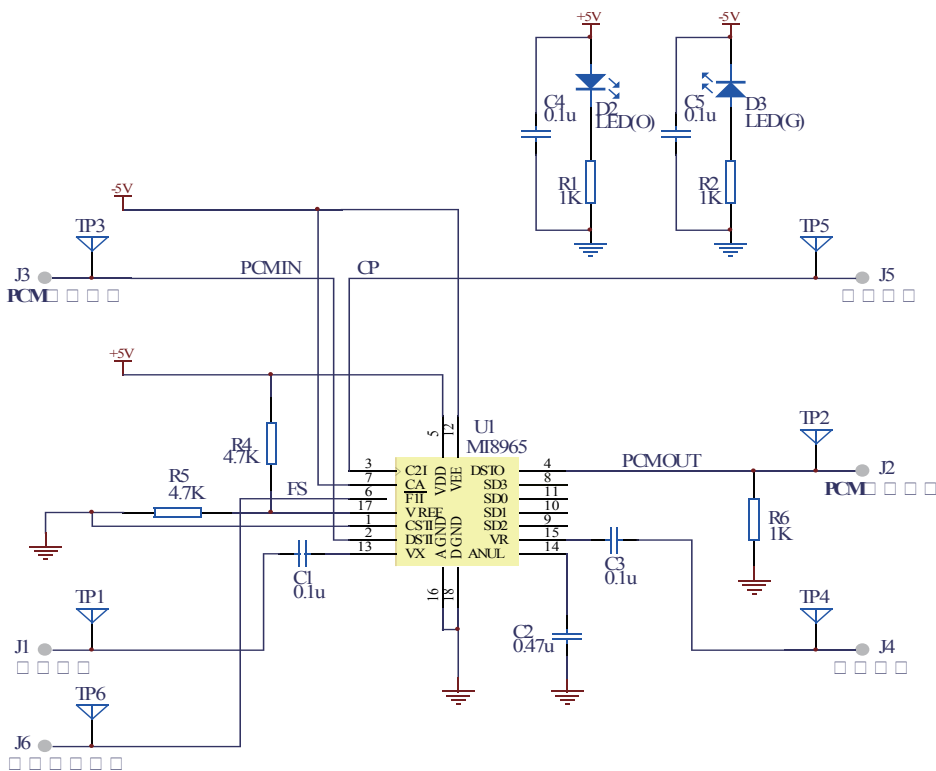 +5V
-5V
C4
0.1u
D2
LED(O)
C5
0.1u
D3
LED(G)
R1
1K
R2
1K
-5V
TP3
TP5
J3
PCMIN
CP
J5
PCM□ □ □ □
□ □ □ □
+5V
R4
4.7K
5
12
U1
MT8965
TP2
R5
4.7K
FS
PCMOUT
J2
PCM□ □ □ □
3
7
6
17
1
2
13
C2I
CA
F1I
VREF
CSTI
DSTI
VX
VDD
VEE
AGND
DGND
DSTO
SD3
SD0
SD1
SD2
VR
ANUL
4
8
11
10
9
15
14
R6
1K
C1
0.1u
16
18
C3
0.1u
TP1
TP4
C2
0.47u
J1
J4
□ □ □ □
□ □ □ □
TP6
J6
□ □ □ □ □ □